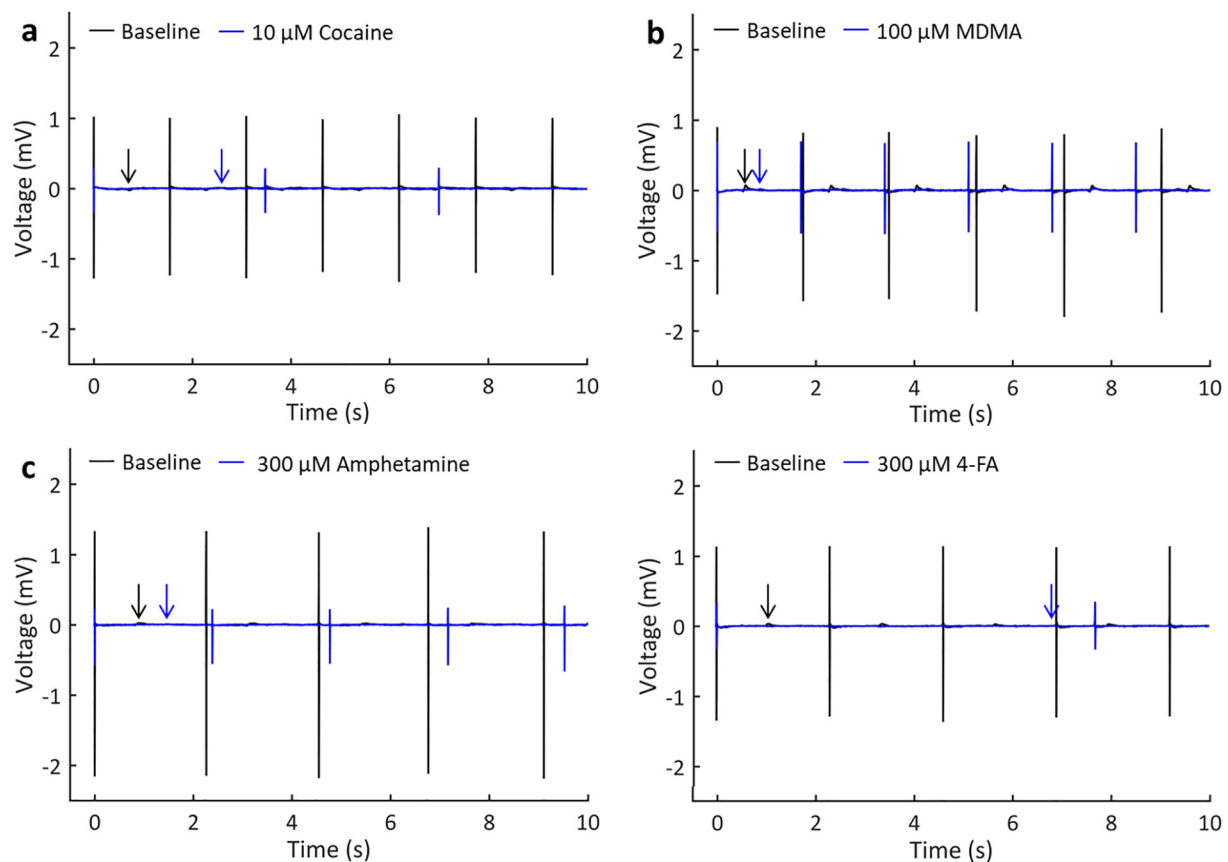 a
Baseline 10 µM Cocaine
Voltage (mV)
2
1
0
-1
-2
0 2 4 6 8 10
Time (s)
b
Baseline 100 µM MDMA
Voltage (mV)
2
1
0
-1
-2
0 2 4 6 8 10
Time (s)
c
Baseline 300 µM Amphetamine
Voltage (mV)
2
1
0
-1
-2
0 2 4 6 8 10
Time (s)
Baseline 300 µM 4-FA
Voltage (mV)
2
1
0
-1
-2
0 2 4 6 8 10
Time (s)